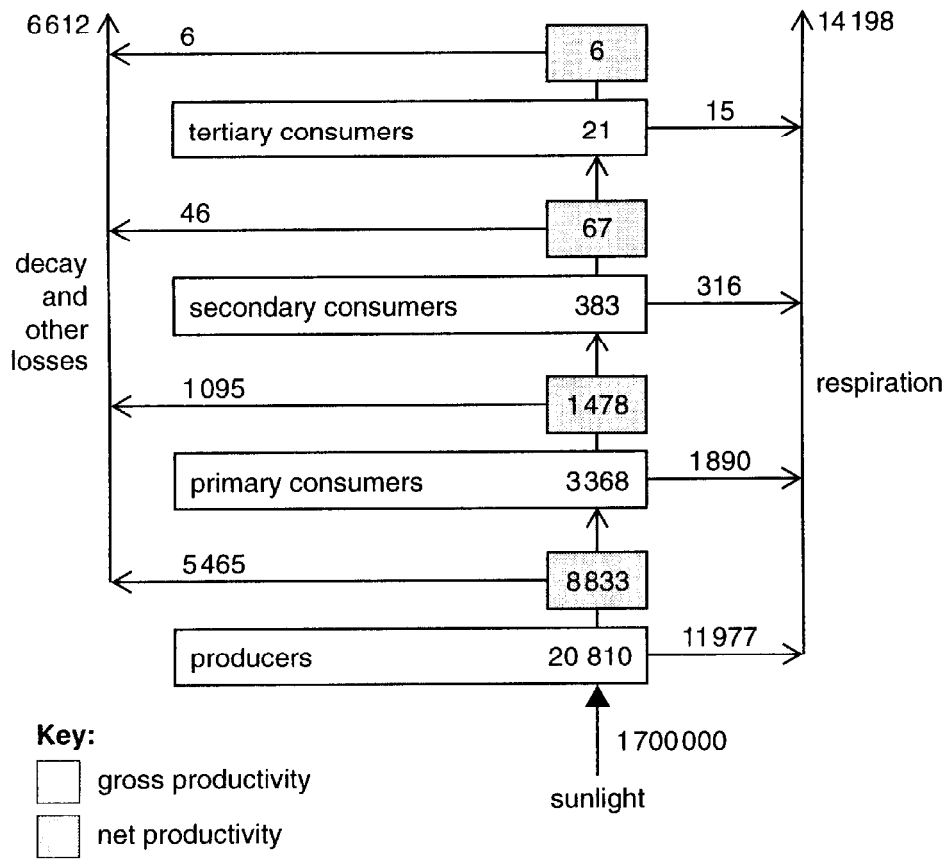 6612
14198
6
6
tertiary consumers 21
15
46
67
decay
and
other
losses
secondary consumers 383
316
1095
1478
respiration
primary consumers 3368
1890
5465
8833
producers 20 810
11977
Key:
1700000
gross productivity
sunlight
net productivity